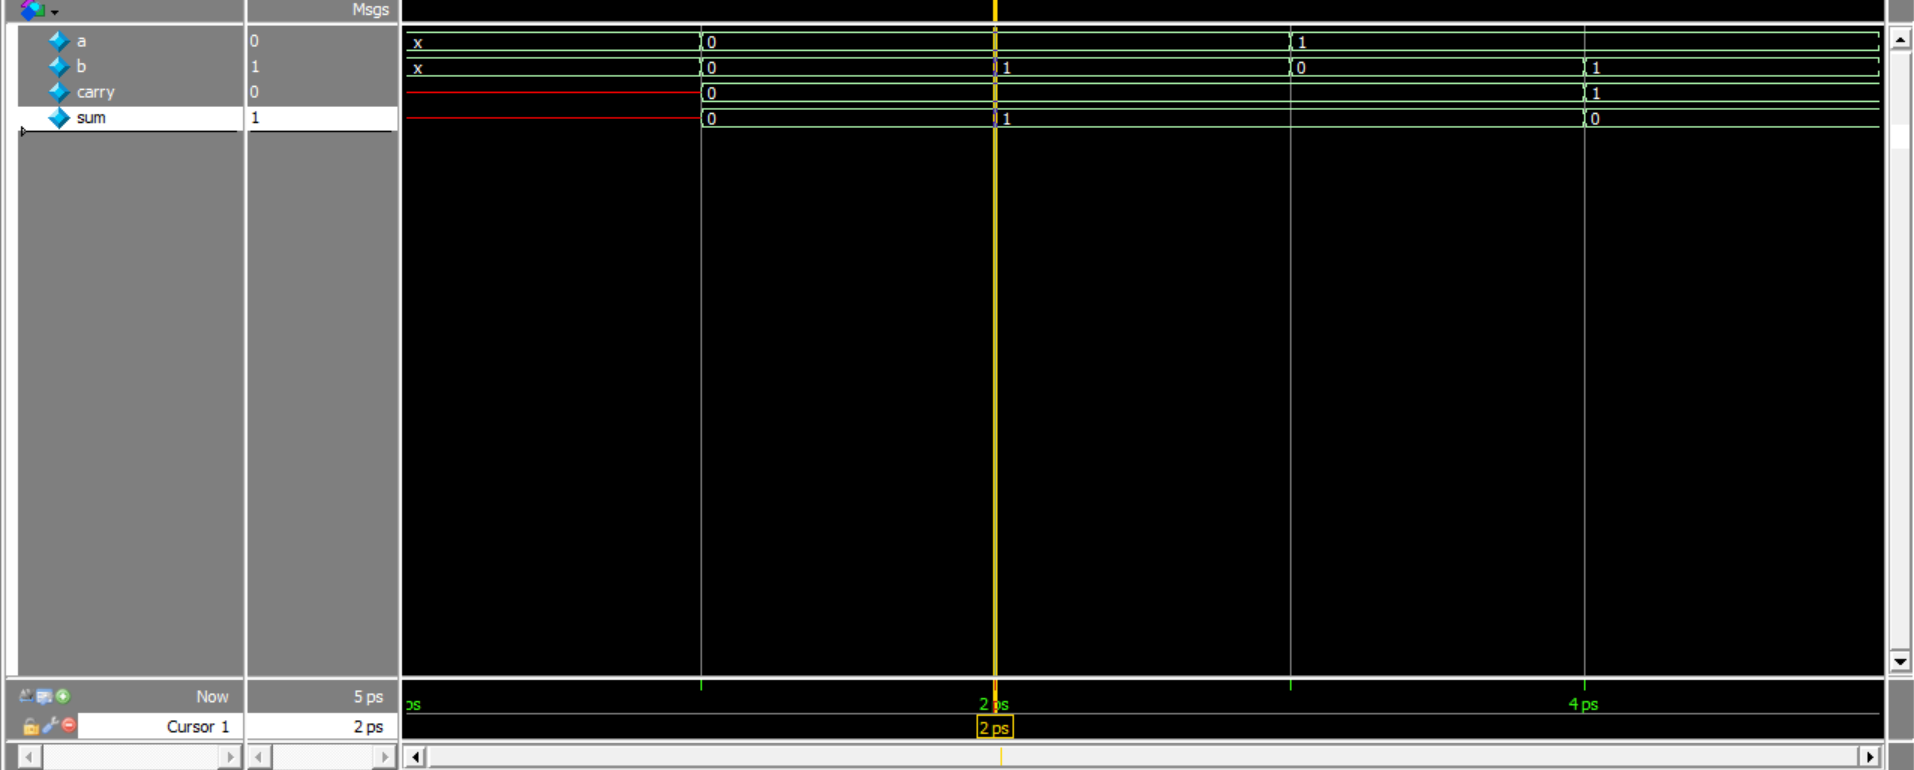 Msgs
a 0 x 0 1
b 1 x 0 1 0 1
carry 0 0 1
sum 1 0 1 0
Now 5 ps ps 2 ps 4 ps
Cursor 1 2 ps 2 ps